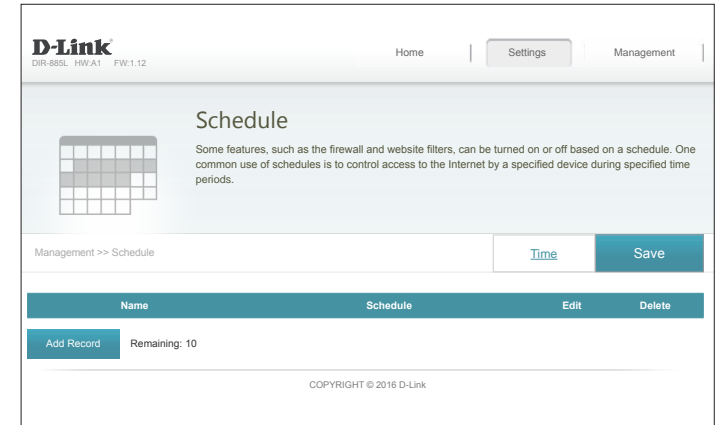 D-Link
DIR-885L HW:A1 FW:1.12
Home
Settings
Management
Schedule
Some features, such as the firewall and website filters, can be turned on or off based on a schedule. One
common use of schedules is to control access to the Internet by a specified device during specified time
periods.
Management >> Schedule
Time
Save
Name
Schedule
Edit
Delete
Add Record
Remaining: 10
COPYRIGHT © 2016 D-Link